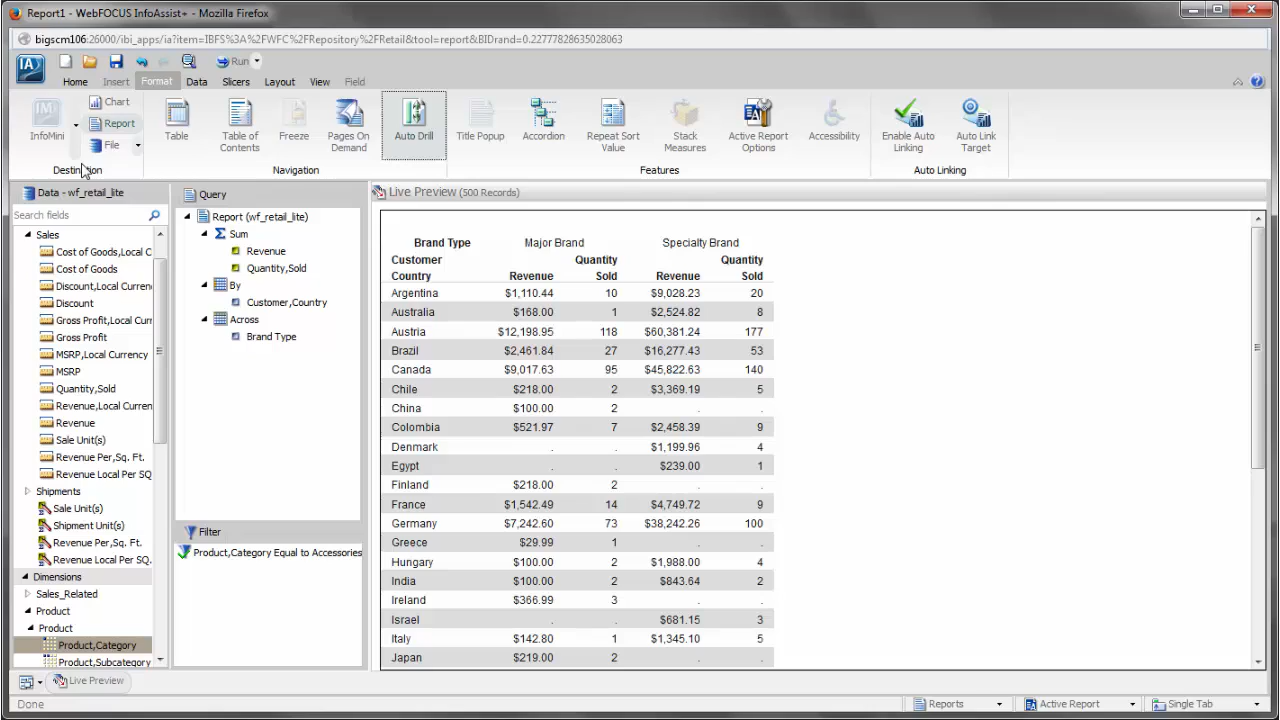 Report1 - WebFOCUS InfoAssist+ - Mozilla Firefox
bigscm106:26000/ibi_apps/ia?item=IBFS%3A%2FWFC%2FRepository%2FRetail&tool=report&BIDrand=0.22777828635028063
IA Run
Home Insert Format Data Slicers Layout View Field
InfoMini Chart Report File Table Table of Contents Freeze Pages On Demand Auto Drill Title Popup Accordion Repeat Sort Value Stack Measures Active Report Options Accessibility Enable Auto Linking Auto Link Target
Destination Navigation Features Auto Linking
Data - wf_retail_lite
Search fields
Sales
Cost of Goods,Local C
Cost of Goods
Discount,Local Curren
Discount
Gross Profit,Local Curr
Gross Profit
MSRP,Local Currency
MSRP
Quantity,Sold
Revenue,Local Curren
Revenue
Sale Unit(s)
Revenue Per,Sq. Ft.
Revenue Local Per SQ
Shipments
Sale Unit(s)
Shipment Unit(s)
Revenue Per,Sq. Ft.
Revenue Local Per SQ.
Dimensions
Sales_Related
Product
Product
Product,Category
Product,Subcategory
Query
Report (wf_retail_lite)
Sum
Revenue
Quantity,Sold
By
Customer,Country
Across
Brand Type
Filter
Product,Category Equal to Accessories
Live Preview (500 Records)
Brand Type Major Brand Specialty Brand
Customer Quantity Quantity
Country Revenue Sold Revenue Sold
Argentina $1,110.44 10 $9,028.23 20
Australia $168.00 1 $2,524.82 8
Austria $12,198.95 118 $60,381.24 177
Brazil $2,461.84 27 $16,277.43 53
Canada $9,017.63 95 $45,822.63 140
Chile $218.00 2 $3,369.19 5
China $100.00 2 . .
Colombia $521.97 7 $2,458.39 9
Denmark . . $1,199.96 4
Egypt . . $239.00 1
Finland $218.00 2 . .
France $1,542.49 14 $4,749.72 9
Germany $7,242.60 73 $38,242.26 100
Greece $29.99 1 . .
Hungary $100.00 2 $1,988.00 4
India $100.00 2 $843.64 2
Ireland $366.99 3 . .
Israel . . $681.15 3
Italy $142.80 1 $1,345.10 5
Japan $219.00 2 . .
Live Preview
Done Reports Active Report Single Tab